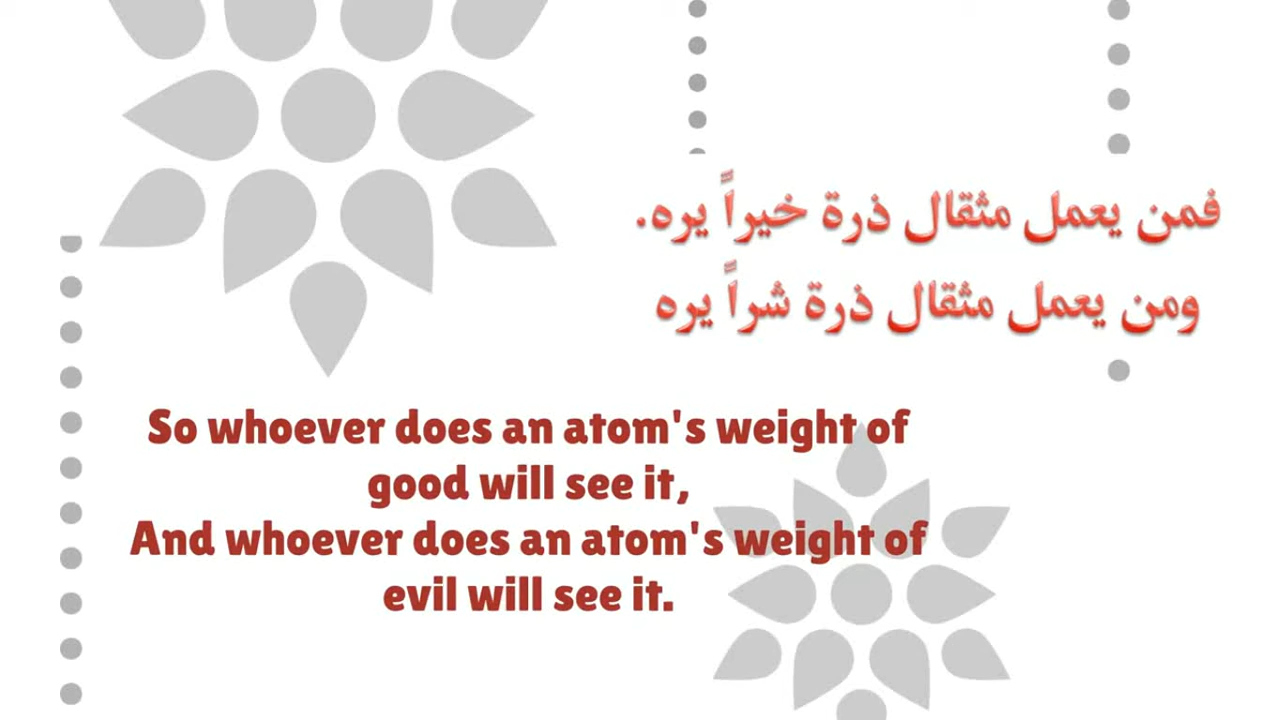 فمن يعمل مثقال ذرة خيراً يره.
ومن يعمل مثقال ذرة شراً يره
So whoever does an atom's weight of
good will see it,
And whoever does an atom's weight of
evil will see it.